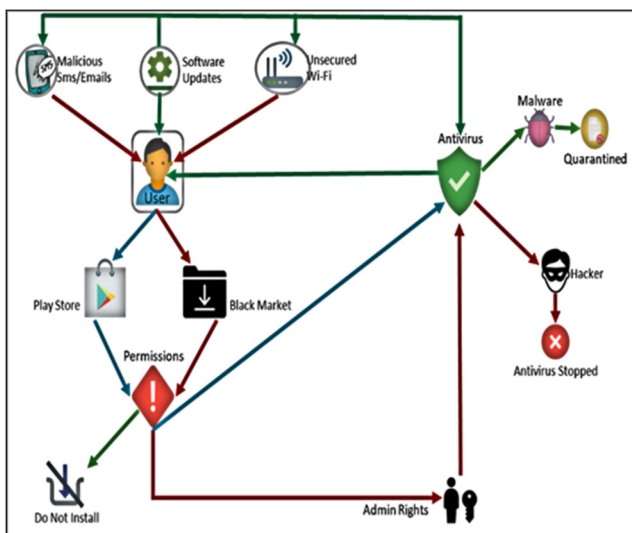 Malicious
Sms/Emails
SMS
Software
Updates
Unsecured
Wi-Fi
Malware
Antivirus
Quarantined
User
Play Store
Black Market
Hacker
Permissions
Antivirus Stopped
Do Not Install
Admin Rights